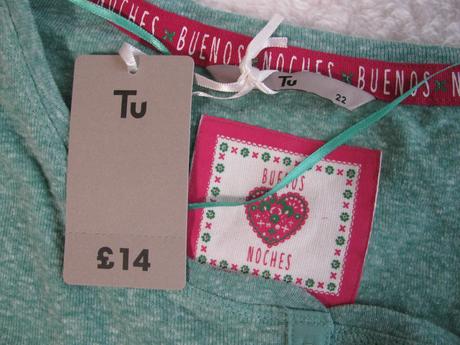 BUENOS NOCHES BUENOS
Tu
22
Tu
£14
BUENOS
NOCHES